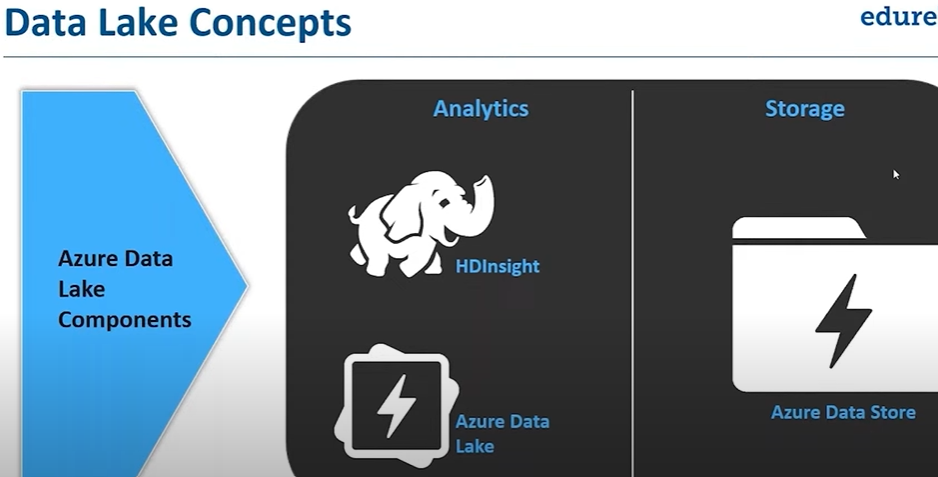 Data Lake Concepts
edure
Analytics
Storage
Azure Data
Lake
Components
HDInsight
Azure Data
Lake
Azure Data Store